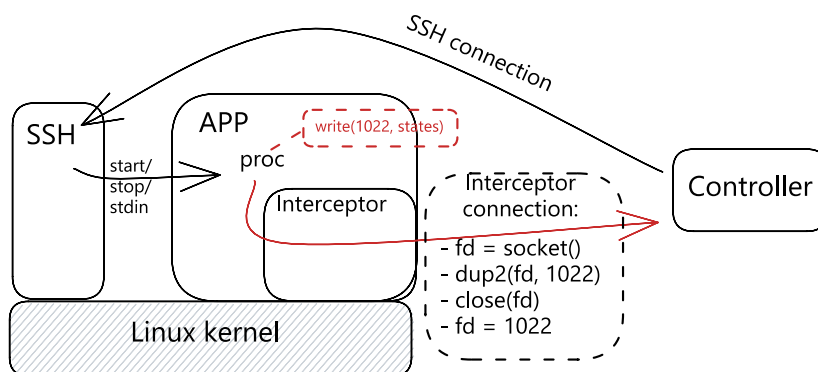 SSH connection
SSH
APP
write(1022, states)
proc
start/
stop/
stdin
Interceptor
Interceptor
connection:
- fd = socket()
- dup2(fd, 1022)
- close(fd)
- fd = 1022
Controller
Linux kernel